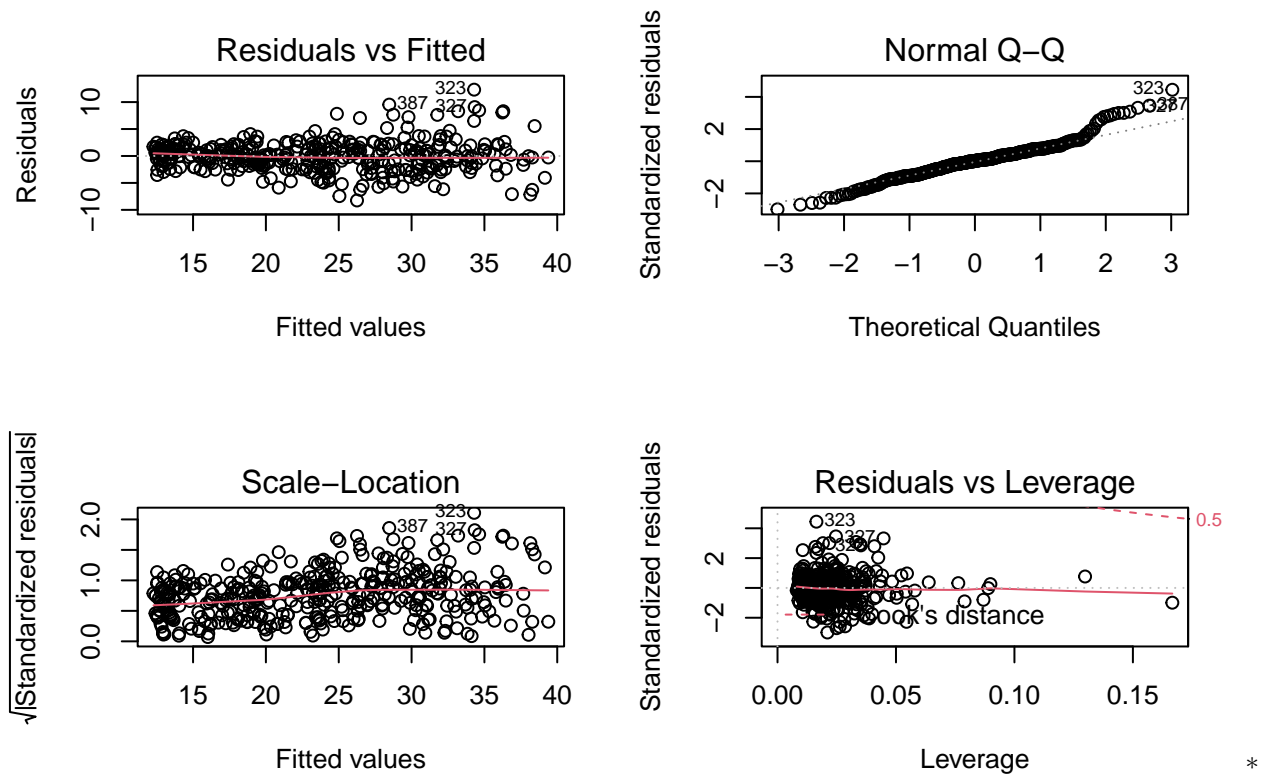 Residuals vs Fitted
Residuals
−10 0 10
323
387
327
15 20 25 30 35 40
Fitted values
Normal Q−Q
Standardized residuals
−2 2
323
387
327
−3 −2 −1 0 1 2 3
Theoretical Quantiles
Scale−Location
√|Standardized residuals|
0.0 1.0 2.0
323
387
327
15 20 25 30 35 40
Fitted values
Residuals vs Leverage
Standardized residuals
−2 2
323
327
0.5
Cook's distance
0.00 0.05 0.10 0.15
Leverage
*